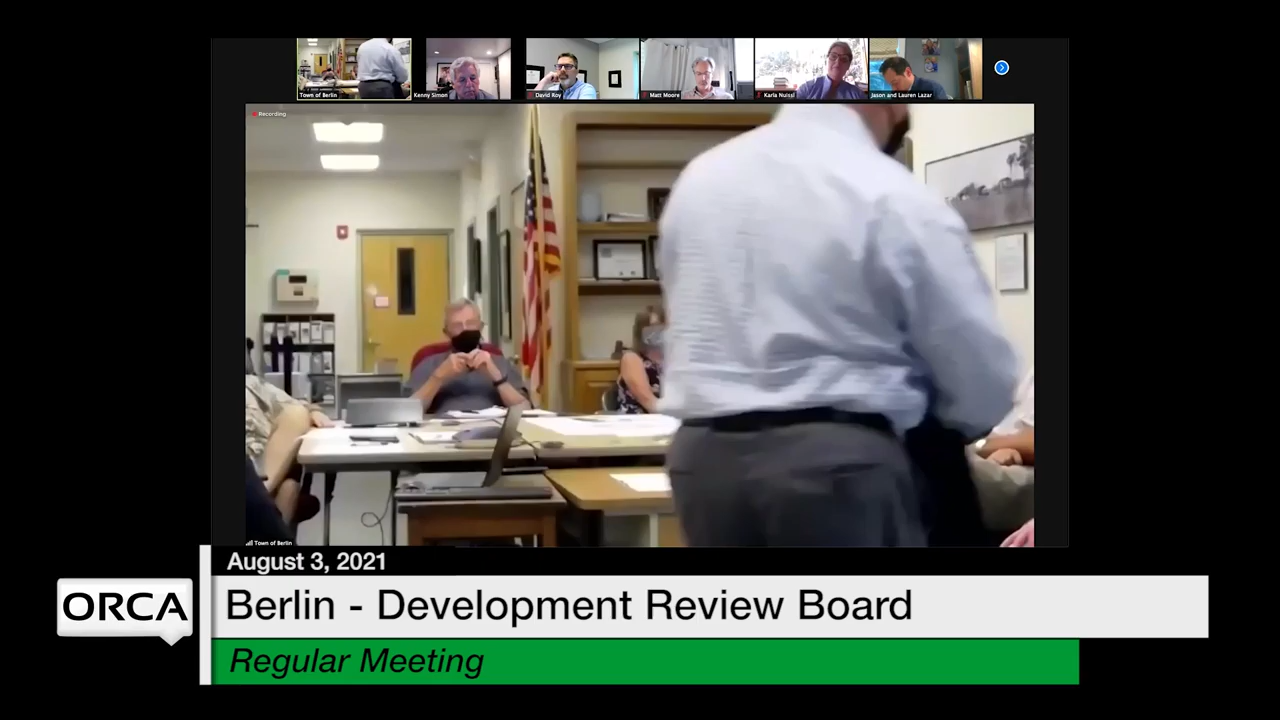 Town of Berlin
Kenny Simon
David Roy
Matt Moore
Karla Nuissl
Jason and Lauren Lazar
Recording
Town of Berlin
August 3, 2021
ORCA
Berlin - Development Review Board
Regular Meeting